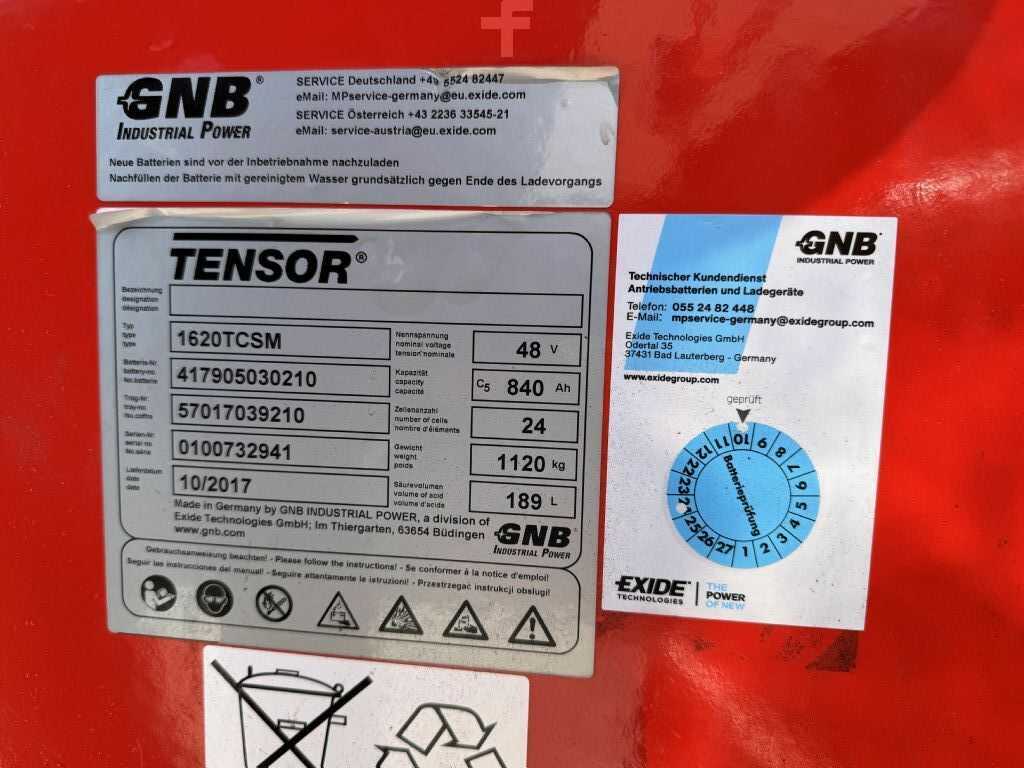 f
GNB®
INDUSTRIAL POWER
SERVICE Deutschland +49 5524 82447
eMail: MPservice-germany@eu.exide.com
SERVICE Österreich +43 2236 33545-21
eMail: service-austria@eu.exide.com
Neue Batterien sind vor der Inbetriebnahme nachzuladen
Nachfüllen der Batterie mit gereinigtem Wasser grundsätzlich gegen Ende des Ladevorgangs
TENSOR®
Bezeichnung
designation
désignation
Typ
type
type
1620TCSM
Nennspannung
nominal voltage
tension nominale
48 V
Batterie-Nr
battery-no.
No.batterie
417905030210
Kapazität
capacity
capacité
C5 840 Ah
Trog-Nr.
tray-no.
No.coffre
57017039210
Zellenanzahl
number of cells
nombre d'éléments
24
Serien-Nr
serial no
No.série
0100732941
Gewicht
weight
poids
1120 kg
Ladedatum
date
date
10/2017
Säurevolumen
volume of acid
volume d'acides
189 L
Made in Germany by GNB INDUSTRIAL POWER, a division of
Exide Technologies GmbH; Im Thiergarten, 63654 Büdingen
www.gnb.com
GNB®
INDUSTRIAL POWER
Gebrauchsanweisung beachten! - Please follow the instructions! - Se conformer à la notice d'emploi!
Seguir las instrucciones del manual! - Seguire attentamente le istruzioni! - Przestrzegać instrukcji obsługi!
GNB®
INDUSTRIAL POWER
Technischer Kundendienst
Antriebsbatterien und Ladegeräte
Telefon: 055 24 82 448
E-Mail: mpservice-germany@exidegroup.com
Exide Technologies GmbH
Odertal 35
37431 Bad Lauterberg - Germany
www.exidegroup.com
geprüft
Batterieprüfung
1 2 3 4 5 6 7 8 9 10 11 12
22 23 25 26 27
EXIDE®
TECHNOLOGIES
THE
POWER
OF NEW